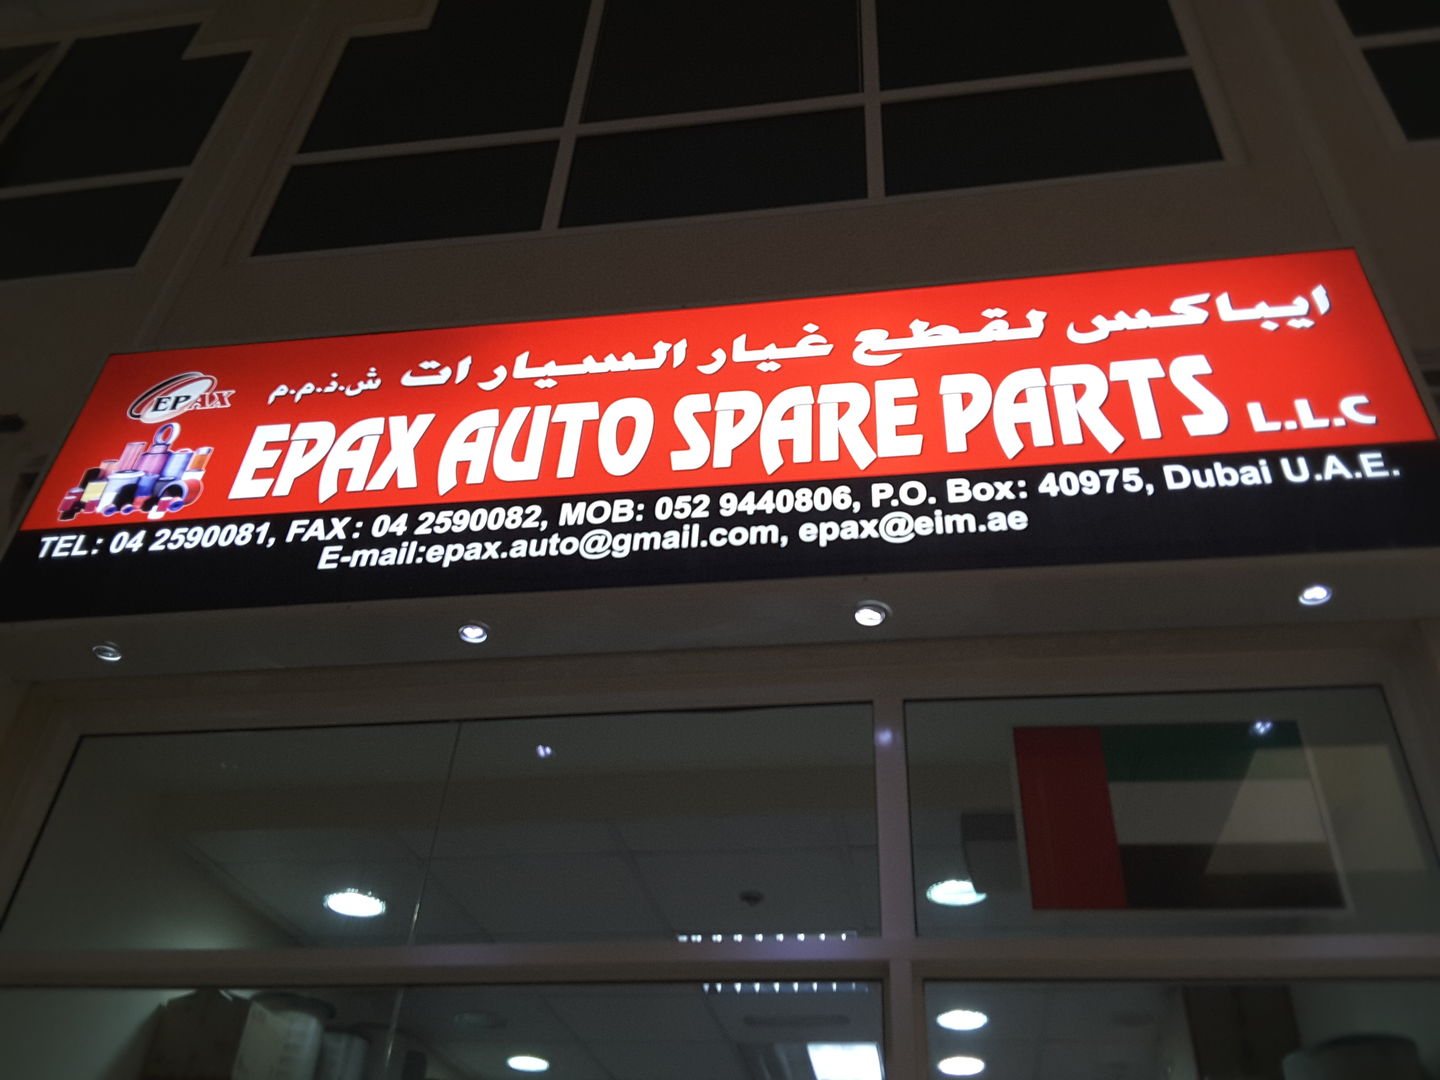 ايباكس لقطع غيار السيارات ش.ذ.م.م
EPAX
EPAX AUTO SPARE PARTS L.L.C
TEL: 04 2590081, FAX: 04 2590082, MOB: 052 9440806, P.O. Box: 40975, Dubai U.A.E.
E-mail:epax.auto@gmail.com, epax@eim.ae